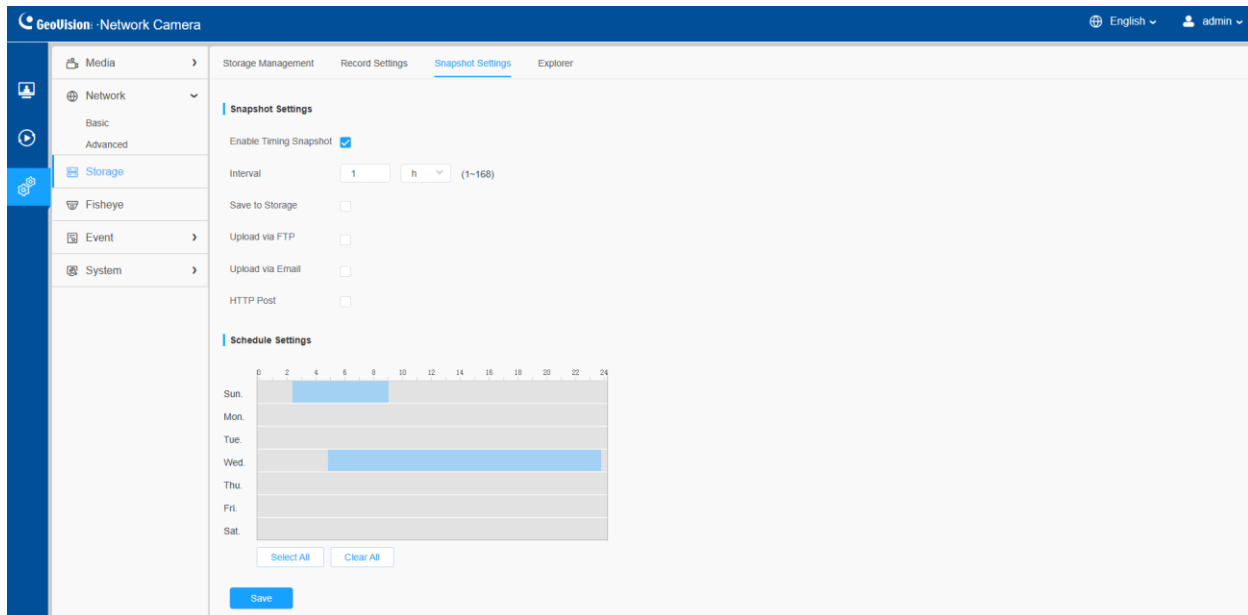 GeoVision: Network Camera English admin
Media
Network
Basic
Advanced
Storage
Fisheye
Event
System
Storage Management Record Settings Snapshot Settings Explorer
Snapshot Settings
Enable Timing Snapshot
Interval 1 h (1~168)
Save to Storage
Upload via FTP
Upload via Email
HTTP Post
Schedule Settings
0 2 4 6 8 10 12 14 16 18 20 22 24
Sun.
Mon.
Tue.
Wed.
Thu.
Fri.
Sat.
Select All Clear All
Save